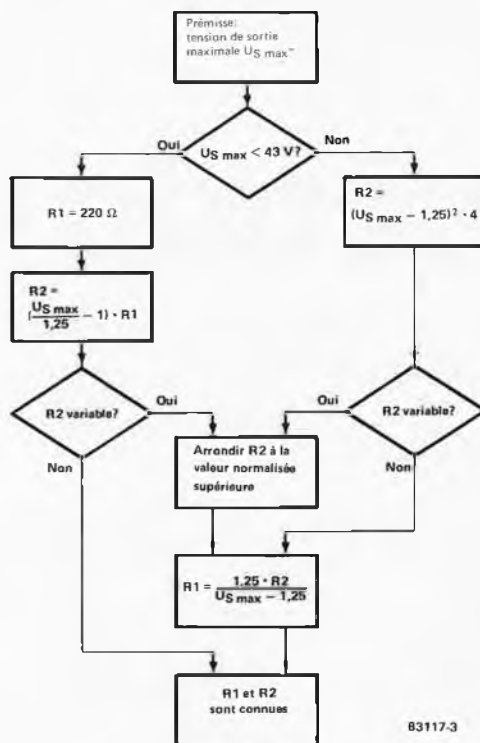 Prémisse:
tension de sortie
maximale US max"
US max < 43 V?
Oui
Non
R1 = 220 Ω
R2 =
(US max − 1,25)² · 4
R2 =
(US max / 1,25 − 1) · R1
R2 variable?
Oui
Non
R2 variable?
Oui
Non
Arrondir R2 à la
valeur normalisée
supérieure
R1 = 1,25 · R2 / US max − 1,25
R1 et R2
sont connues
83117-3